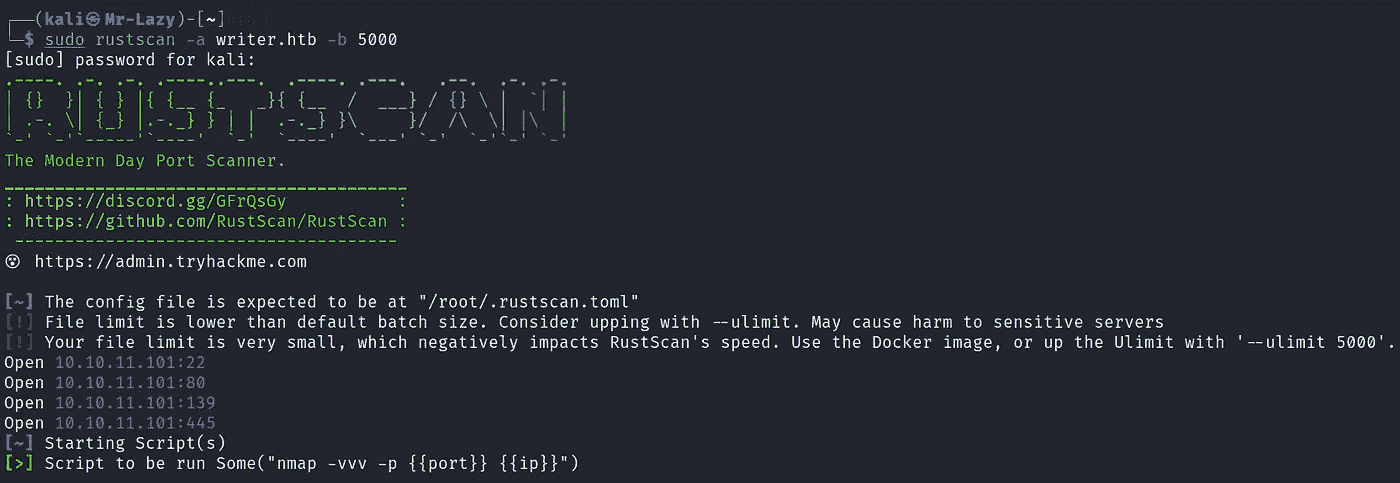 ┌──(kali㉿Mr-Lazy)-[~]
└─$ sudo rustscan -a writer.htb -b 5000
[sudo] password for kali:
.----. .-. .-. .----..---.  .----. .---.   .--.  .-. .-.
| {}  }| { } |{ {__ {_   _}{ {__  /  ___} / {} \ |  `| |
| .-. \| {_} |.-._} } | |  .-._} }\     }/  /\  \| |\  |
`-' `-'`-----'`----'  `-'  `----'  `---' `-'  `-'`-' `-'
The Modern Day Port Scanner.
________________________________________
: https://discord.gg/GFrQsGy           :
: https://github.com/RustScan/RustScan :
 --------------------------------------
😵 https://admin.tryhackme.com
[~] The config file is expected to be at "/root/.rustscan.toml"
[!] File limit is lower than default batch size. Consider upping with --ulimit. May cause harm to sensitive servers
[!] Your file limit is very small, which negatively impacts RustScan's speed. Use the Docker image, or up the Ulimit with '--ulimit 5000'.
Open 10.10.11.101:22
Open 10.10.11.101:80
Open 10.10.11.101:139
Open 10.10.11.101:445
[~] Starting Script(s)
[>] Script to be run Some("nmap -vvv -p {{port}} {{ip}}")